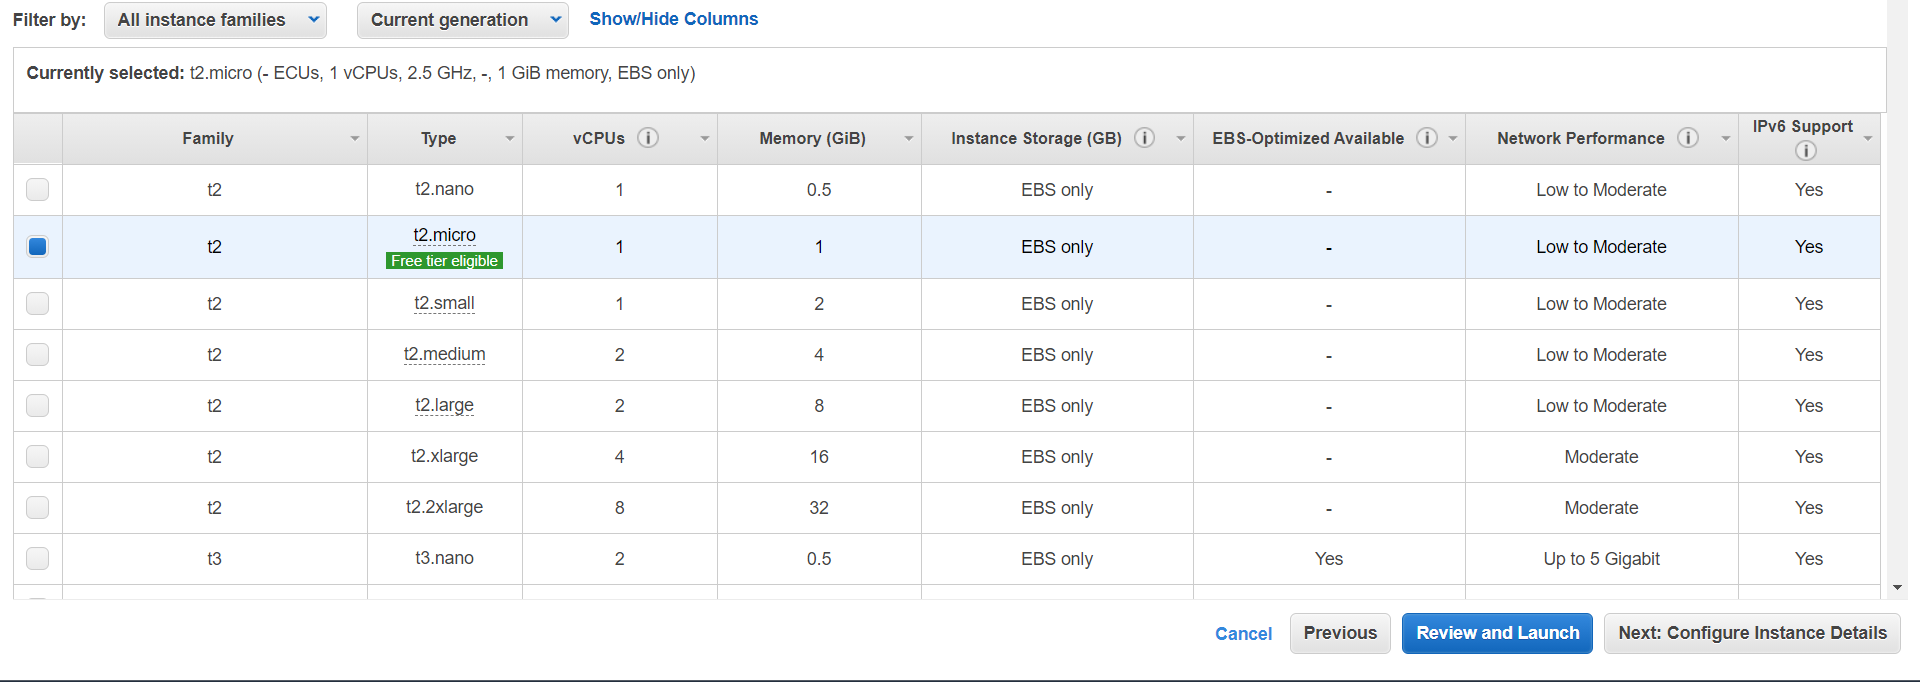 Filter by: All instance families Current generation Show/Hide Columns
Currently selected: t2.micro (- ECUs, 1 vCPUs, 2.5 GHz, -, 1 GiB memory, EBS only)
Family Type vCPUs i Memory (GiB) Instance Storage (GB) i EBS-Optimized Available i Network Performance i IPv6 Support i
t2 t2.nano 1 0.5 EBS only - Low to Moderate Yes
t2 t2.micro 1 1 EBS only - Low to Moderate Yes
Free tier eligible
t2 t2.small 1 2 EBS only - Low to Moderate Yes
t2 t2.medium 2 4 EBS only - Low to Moderate Yes
t2 t2.large 2 8 EBS only - Low to Moderate Yes
t2 t2.xlarge 4 16 EBS only - Moderate Yes
t2 t2.2xlarge 8 32 EBS only - Moderate Yes
t3 t3.nano 2 0.5 EBS only Yes Up to 5 Gigabit Yes
Cancel Previous Review and Launch Next: Configure Instance Details